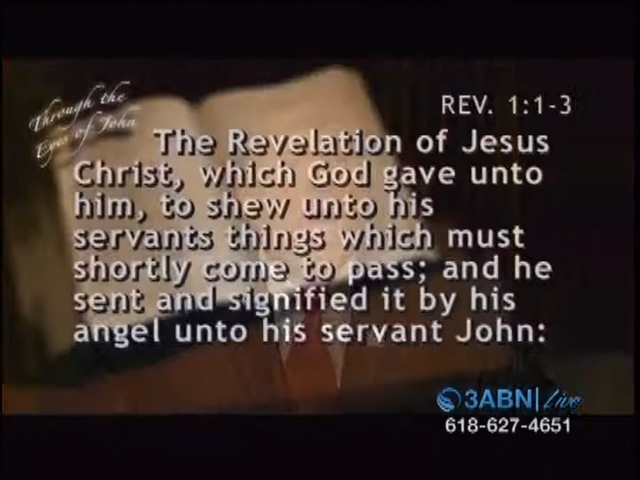 Through the
Eyes of John
REV. 1:1-3
The Revelation of Jesus
Christ, which God gave unto
him, to shew unto his
servants things which must
shortly come to pass; and he
sent and signified it by his
angel unto his servant John:
3ABN|Live
618-627-4651